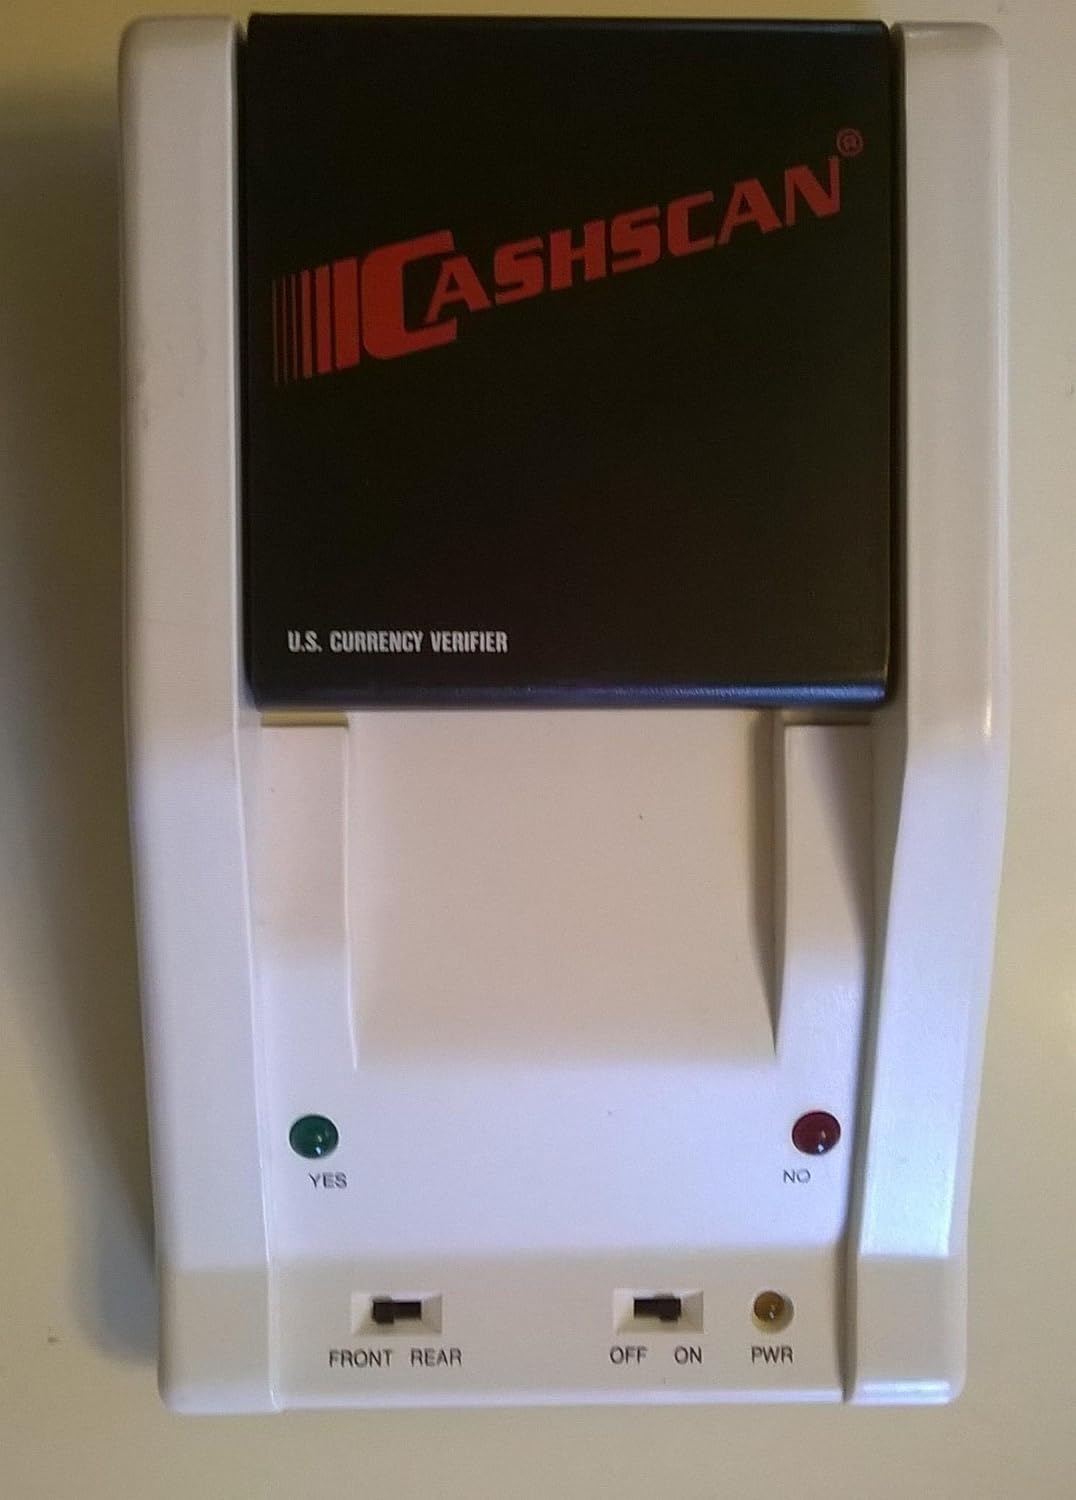 CASHSCAN®
U.S. CURRENCY VERIFIER
YES NO
FRONT REAR OFF ON PWR